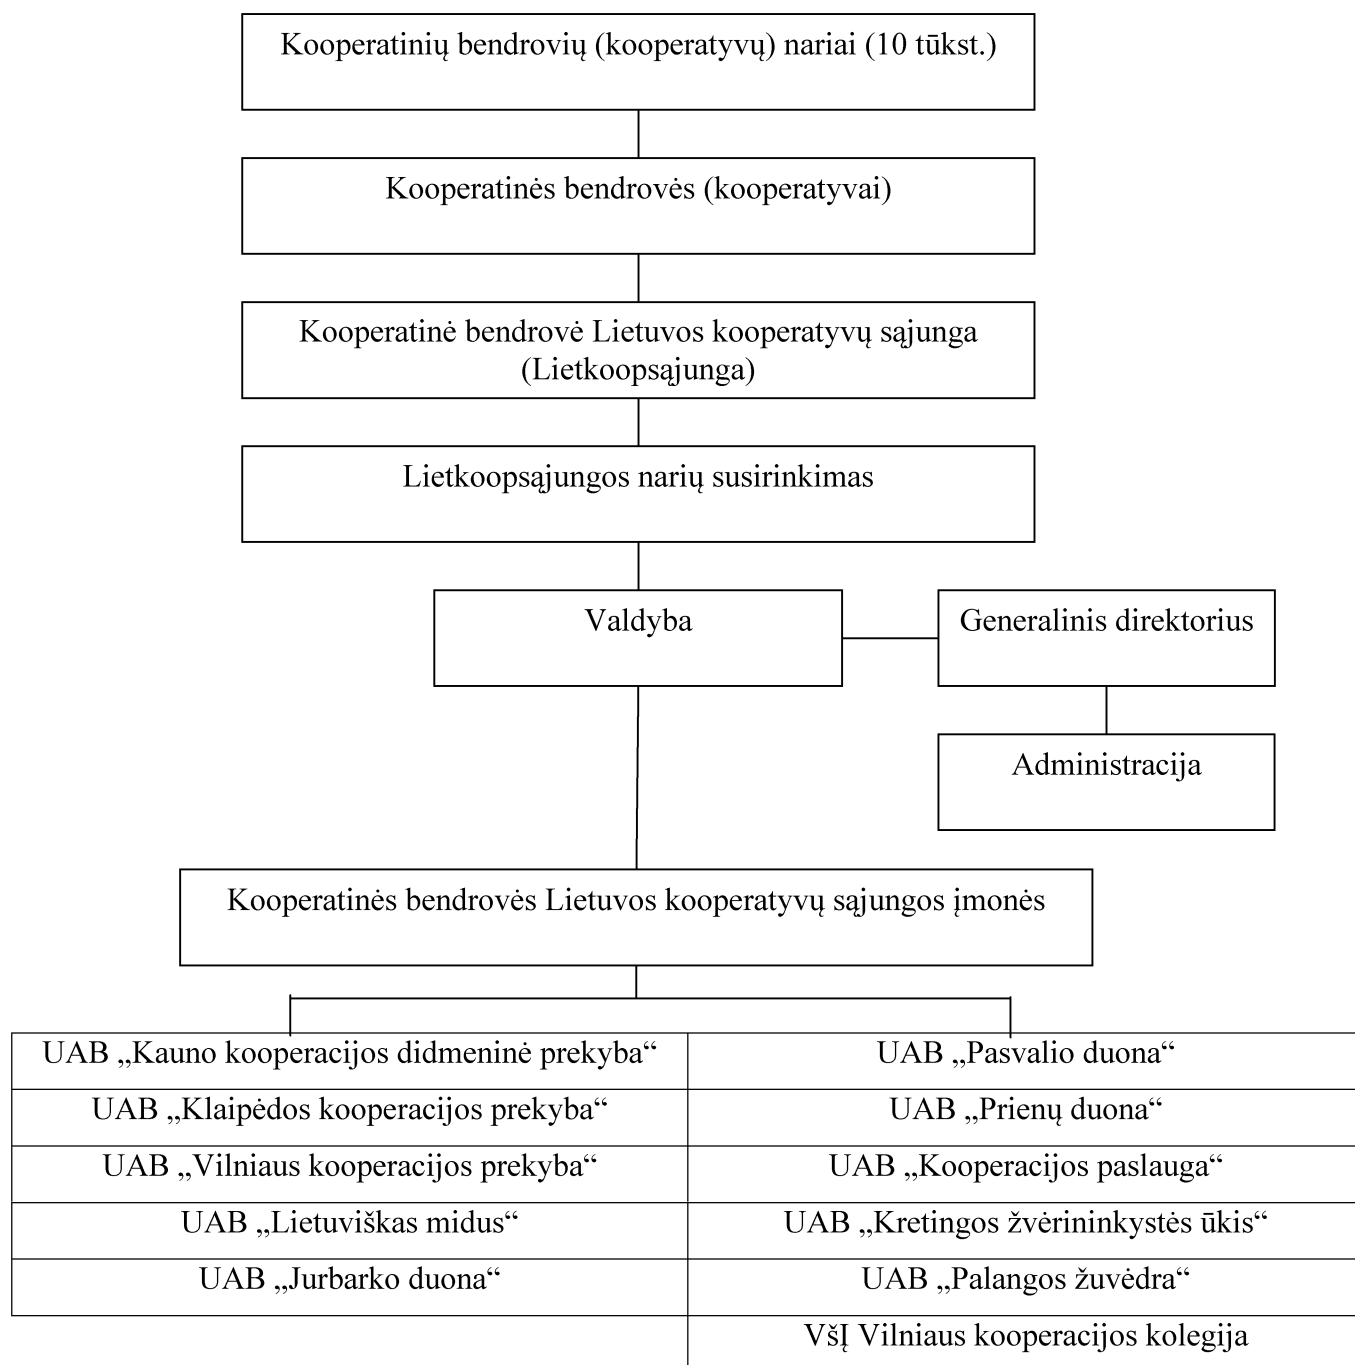 Kooperatinių bendrovių (kooperatyvų) nariai (10 tūkst.)
Kooperatinės bendrovės (kooperatyvai)
Kooperatinė bendrovė Lietuvos kooperatyvų sąjunga
(Lietkoopsąjunga)
Lietkoopsąjungos narių susirinkimas
Valdyba
Generalinis direktorius
Administracija
Kooperatinės bendrovės Lietuvos kooperatyvų sąjungos įmonės
UAB „Kauno kooperacijos didmeninė prekyba“
UAB „Pasvalio duona“
UAB „Klaipėdos kooperacijos prekyba“
UAB „Prienų duona“
UAB „Vilniaus kooperacijos prekyba“
UAB „Kooperacijos paslauga“
UAB „Lietuviškas midus“
UAB „Kretingos žvėrininkystės ūkis“
UAB „Jurbarko duona“
UAB „Palangos žuvėdra“
VšĮ Vilniaus kooperacijos kolegija